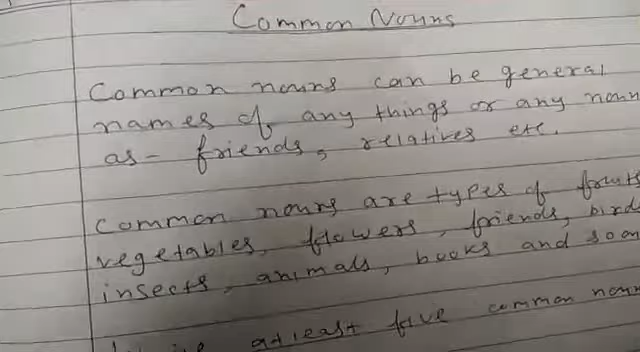 Common Nouns
Common nouns can be general
names of any things or any noun
as - friends, relatives etc.
Common nouns are types of fruits
vegetables, flowers, friends, birds
insects, animals, books and soon
atleast five common noun